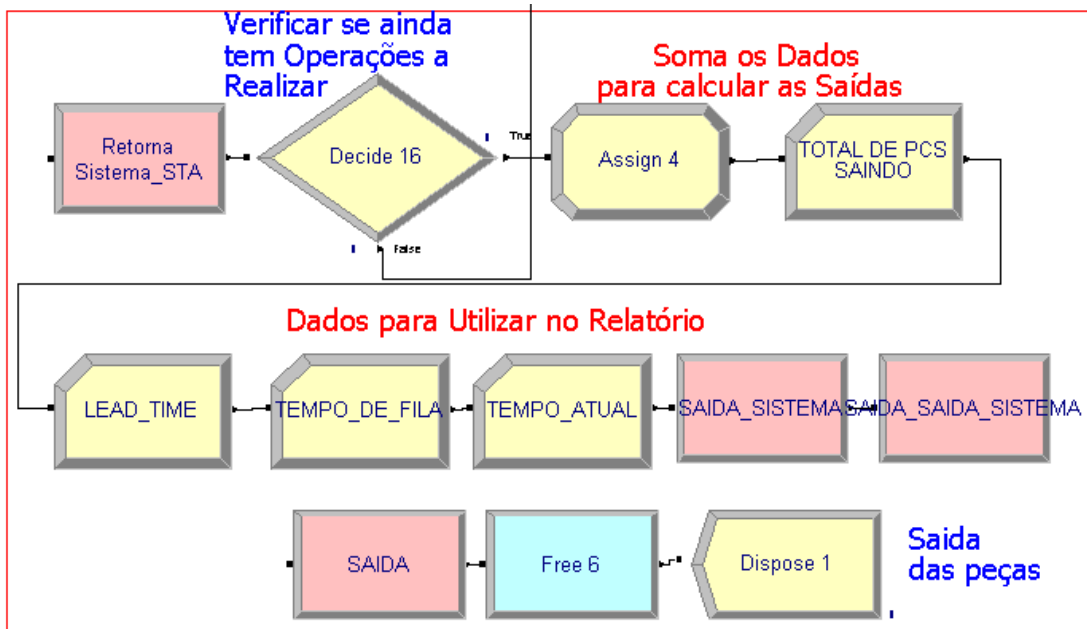 Verificar se ainda
tem Operações a
Realizar
Soma os Dados
para calcular as Saídas
Retorna
Sistema_STA
Decide 16
True
False
Assign 4
TOTAL DE PCS
SAINDO
Dados para Utilizar no Relatório
LEAD_TIME
TEMPO_DE_FILA
TEMPO_ATUAL
SAIDA_SISTEMA
SAIDA_SAIDA_SISTEMA
SAIDA
Free 6
Dispose 1
Saida
das peças